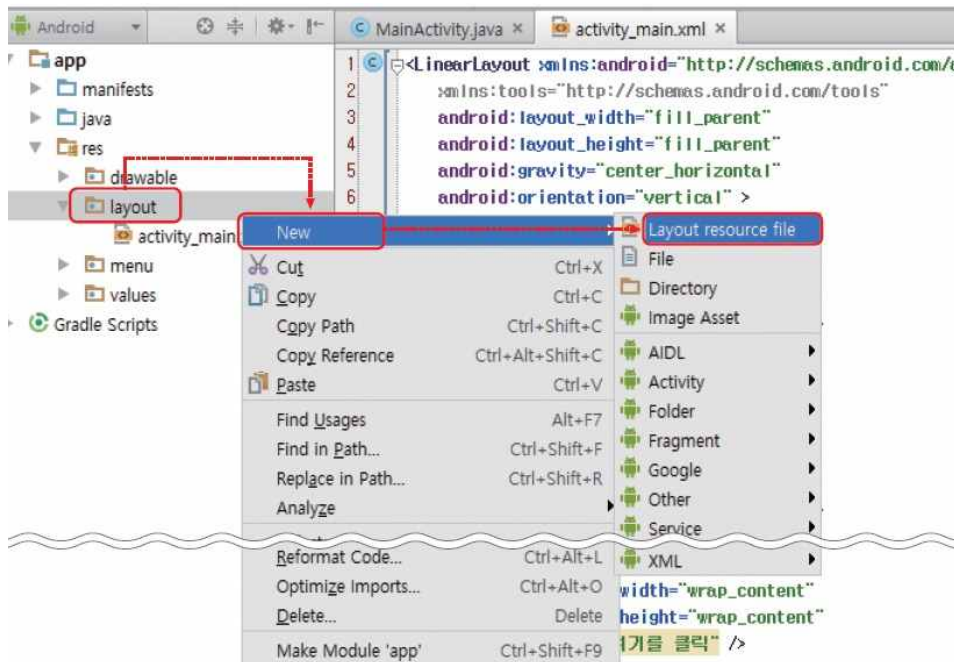 Android
MainActivity.java ×
activity_main.xml ×
app
manifests
java
res
drawable
layout
activity_main
menu
values
Gradle Scripts
1 <LinearLayout xmlns:android="http://schemas.android.com/
2 xmlns:tools="http://schemas.android.com/tools"
3 android:layout_width="fill_parent"
4 android:layout_height="fill_parent"
5 android:gravity="center_horizontal"
6 android:orientation="vertical" >
New
Cut Ctrl+X
Copy Ctrl+C
Copy Path Ctrl+Shift+C
Copy Reference Ctrl+Alt+Shift+C
Paste Ctrl+V
Find Usages Alt+F7
Find in Path... Ctrl+Shift+F
Replace in Path... Ctrl+Shift+R
Analyze
Reformat Code... Ctrl+Alt+L
Optimize Imports... Ctrl+Alt+O
Delete... Delete
Make Module 'app' Ctrl+Shift+F9
Layout resource file
File
Directory
Image Asset
AIDL
Activity
Folder
Fragment
Google
Other
Service
XML
width="wrap_content"
height="wrap_content"
클릭" />